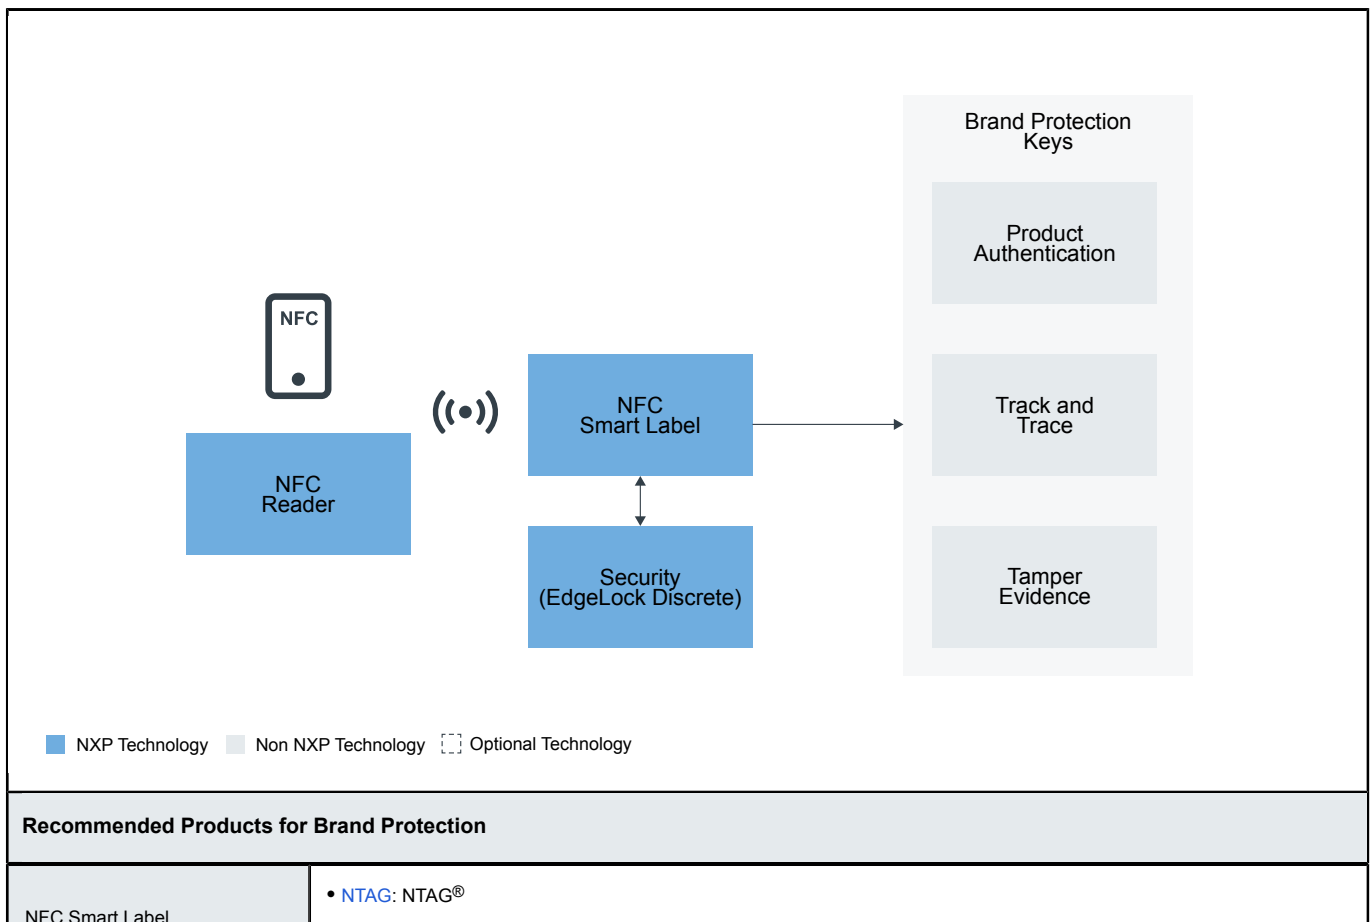 Brand Protection
Keys
Product
Authentication
NFC
NFC
Smart Label
Track and
Trace
NFC
Reader
Security
(EdgeLock Discrete)
Tamper
Evidence
NXP Technology Non NXP Technology Optional Technology
Recommended Products for Brand Protection
• NTAG: NTAG®
NFC Smart Label